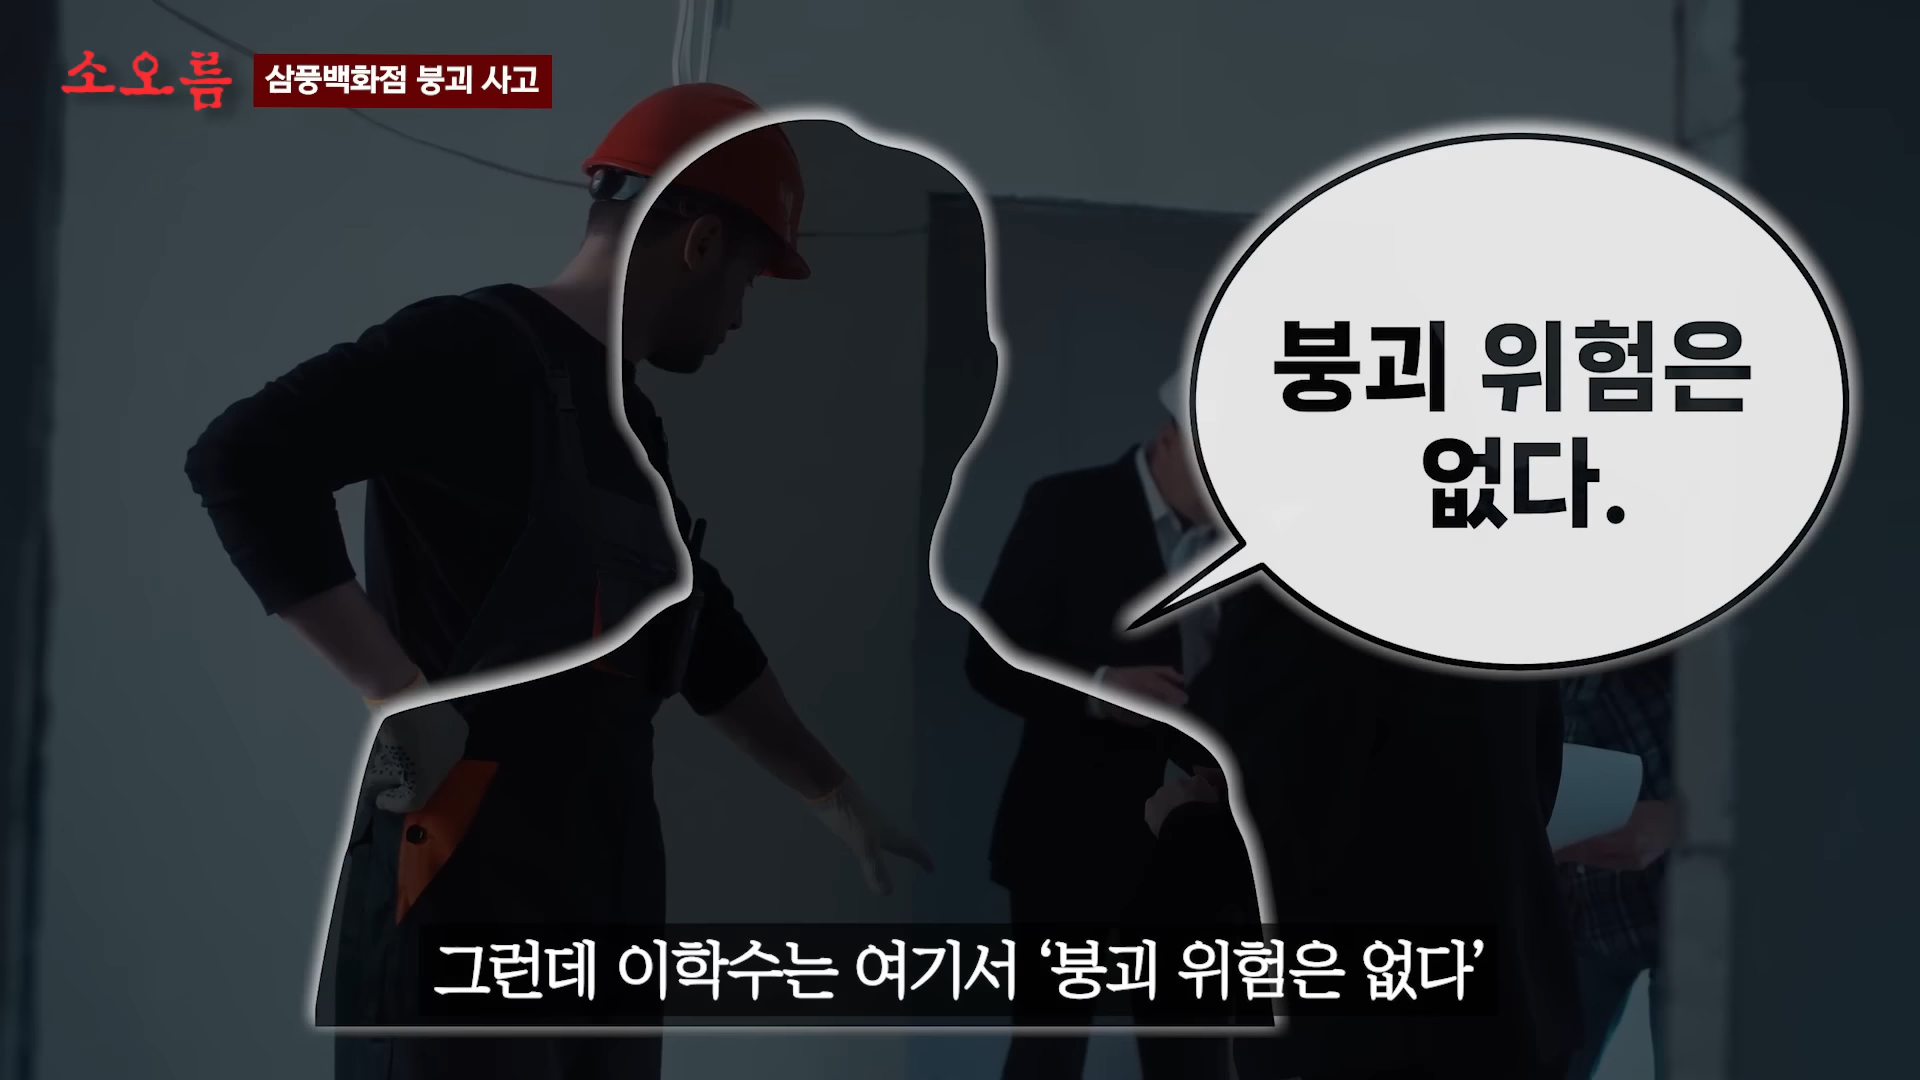 소오름
삼풍백화점 붕괴 사고
붕괴 위험은
없다.
그런데 이학수는 여기서 ‘붕괴 위험은 없다’